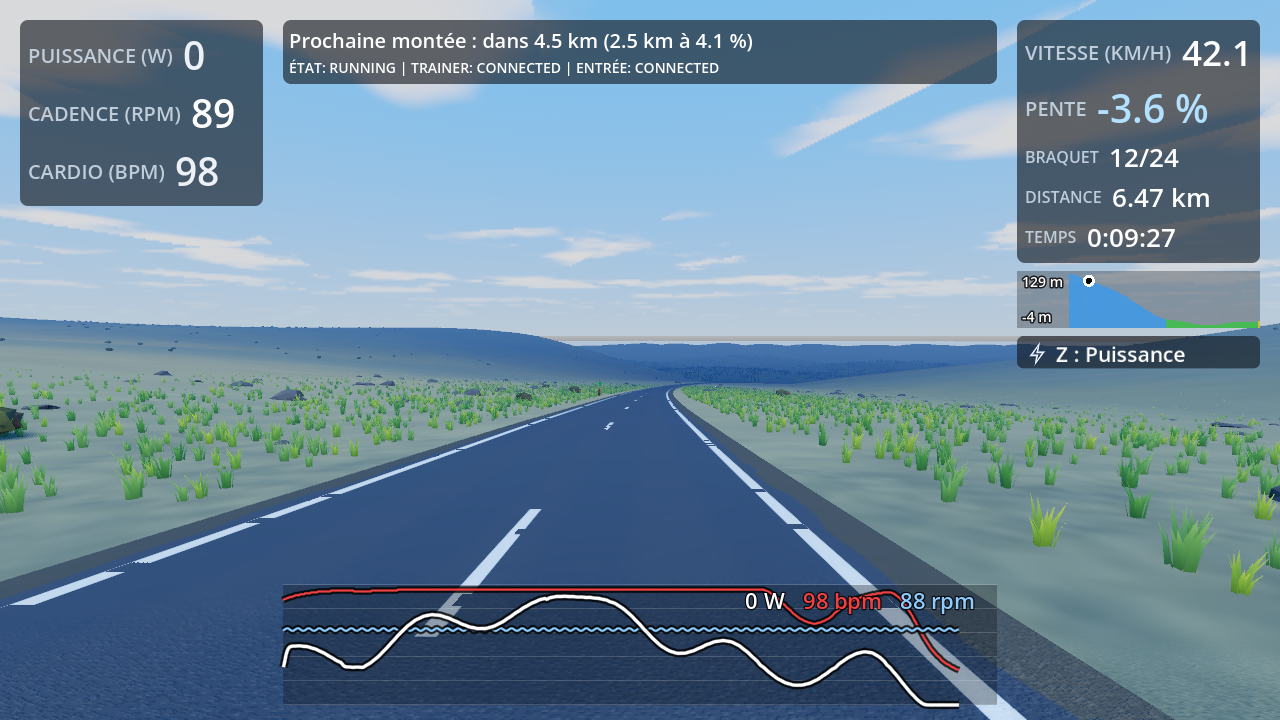 PUISSANCE (W) 0
CADENCE (RPM) 89
CARDIO (BPM) 98
Prochaine montée : dans 4.5 km (2.5 km à 4.1 %)
ÉTAT: RUNNING | TRAINER: CONNECTED | ENTRÉE: CONNECTED
VITESSE (KM/H) 42.1
PENTE -3.6 %
BRAQUET 12/24
DISTANCE 6.47 km
TEMPS 0:09:27
129 m
-4 m
Z : Puissance
0 W 98 bpm 88 rpm